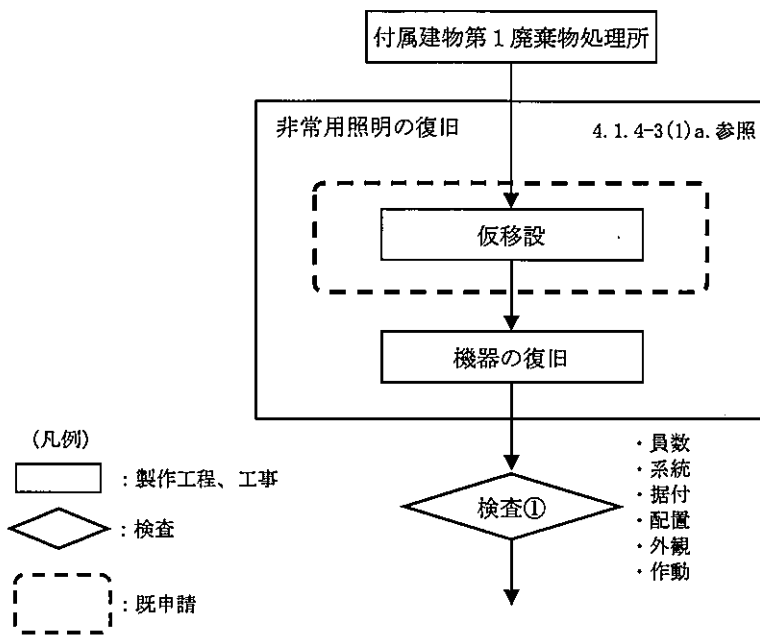 付属建物第1廃棄物処理所
非常用照明の復旧
4.1.4-3(1)a.参照
仮移設
機器の復旧
検査①
・員数
・系統
・据付
・配置
・外観
・作動
(凡例)
：製作工程、工事
：検査
：既申請